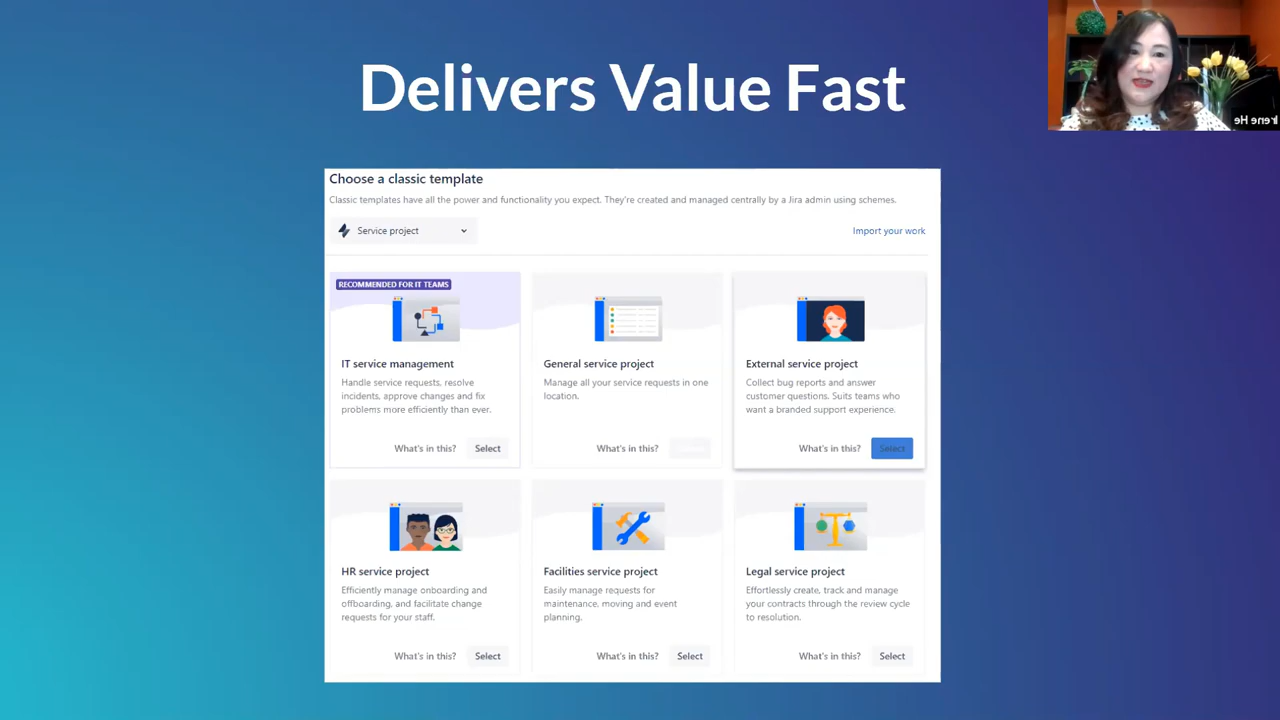 Delivers Value Fast
Irene He
Choose a classic template
Classic templates have all the power and functionality you expect. They're created and managed centrally by a Jira admin using schemes.
Service project
Import your work
RECOMMENDED FOR IT TEAMS
IT service management
Handle service requests, resolve
incidents, approve changes and fix
problems more efficiently than ever.
What's in this? Select
General service project
Manage all your service requests in one
location.
What's in this?
External service project
Collect bug reports and answer
customer questions. Suits teams who
want a branded support experience.
What's in this? Select
HR service project
Efficiently manage onboarding and
offboarding, and facilitate change
requests for your staff.
What's in this? Select
Facilities service project
Easily manage requests for
maintenance, moving and event
planning.
What's in this? Select
Legal service project
Effortlessly create, track and manage
your contracts through the review cycle
to resolution.
What's in this? Select